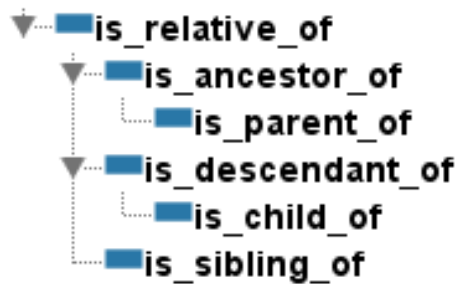 is_relative_of
is_ancestor_of
is_parent_of
is_descendant_of
is_child_of
is_sibling_of